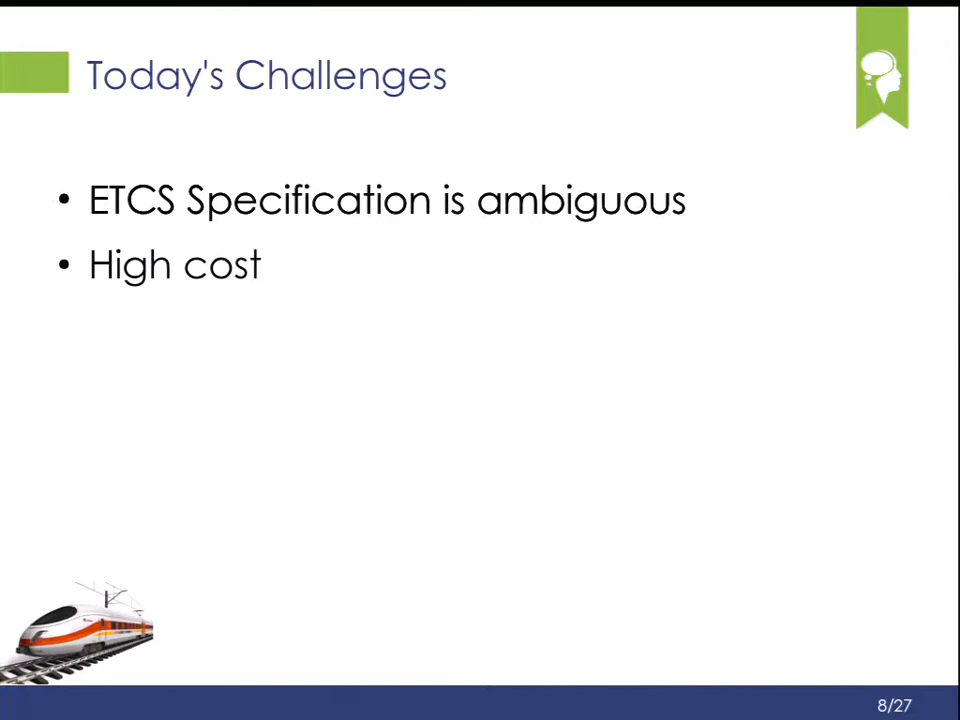 Today's Challenges
• ETCS Specification is ambiguous
• High cost
8/27